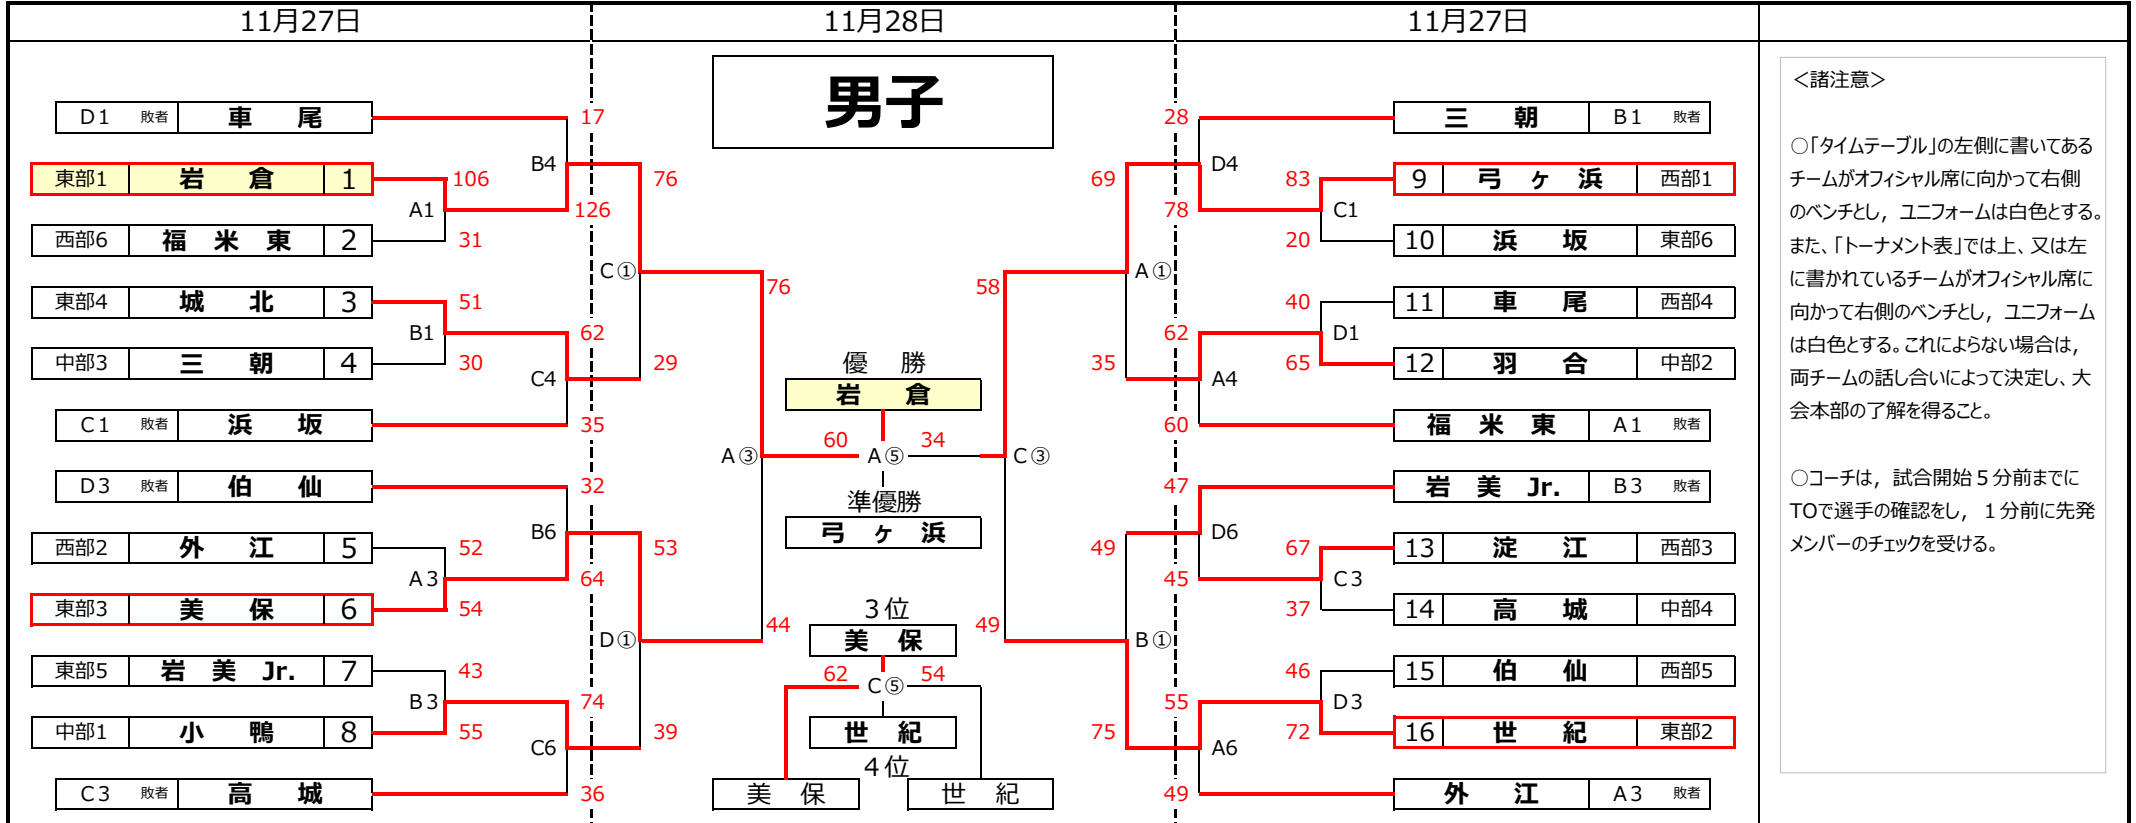 11月27日
11月28日
11月27日
男子
D1 敗者 車 尾
17
B4
東部1 岩 倉 1
106
A1
126
西部6 福 米 東 2
31
76
C①
東部4 城 北 3
51
B1
62
中部3 三 朝 4
30
C4
29
C1 敗者 浜 坂
35
76
A③
D3 敗者 伯 仙
32
B6
西部2 外 江 5
52
A3
64
東部3 美 保 6
54
53
D①
44
東部5 岩 美 Jr. 7
43
B3
74
中部1 小 鴨 8
55
C6
39
C3 敗者 高 城
36
優 勝
岩 倉
60 A⑤ 34
準優勝
弓 ヶ 浜
3位
美 保
62 C⑤ 54
世 紀
4位
美 保
世 紀
28
三 朝 B1 敗者
69
D4
83
9 弓 ヶ 浜 西部1
78
C1
20
10 浜 坂 東部6
58
A①
40
11 車 尾 西部4
62
D1
35
65
12 羽 合 中部2
A4
60
福 米 東 A1 敗者
C③
47
岩 美 Jr. B3 敗者
D6
49
67
13 淀 江 西部3
45
C3
37
14 高 城 中部4
49
B①
46
15 伯 仙 西部5
55
D3
75
72
16 世 紀 東部2
A6
49
外 江 A3 敗者
＜諸注意＞
○「タイムテーブル」の左側に書いてある
チームがオフィシャル席に向かって右側
のベンチとし，ユニフォームは白色とする。
また、「トーナメント表」では上、又は左
に書かれているチームがオフィシャル席に
向かって右側のベンチとし，ユニフォーム
は白色とする。これによらない場合は，
両チームの話し合いによって決定し、大
会本部の了解を得ること。
○コーチは，試合開始５分前までに
TOで選手の確認をし，１分前に先発
メンバーのチェックを受ける。